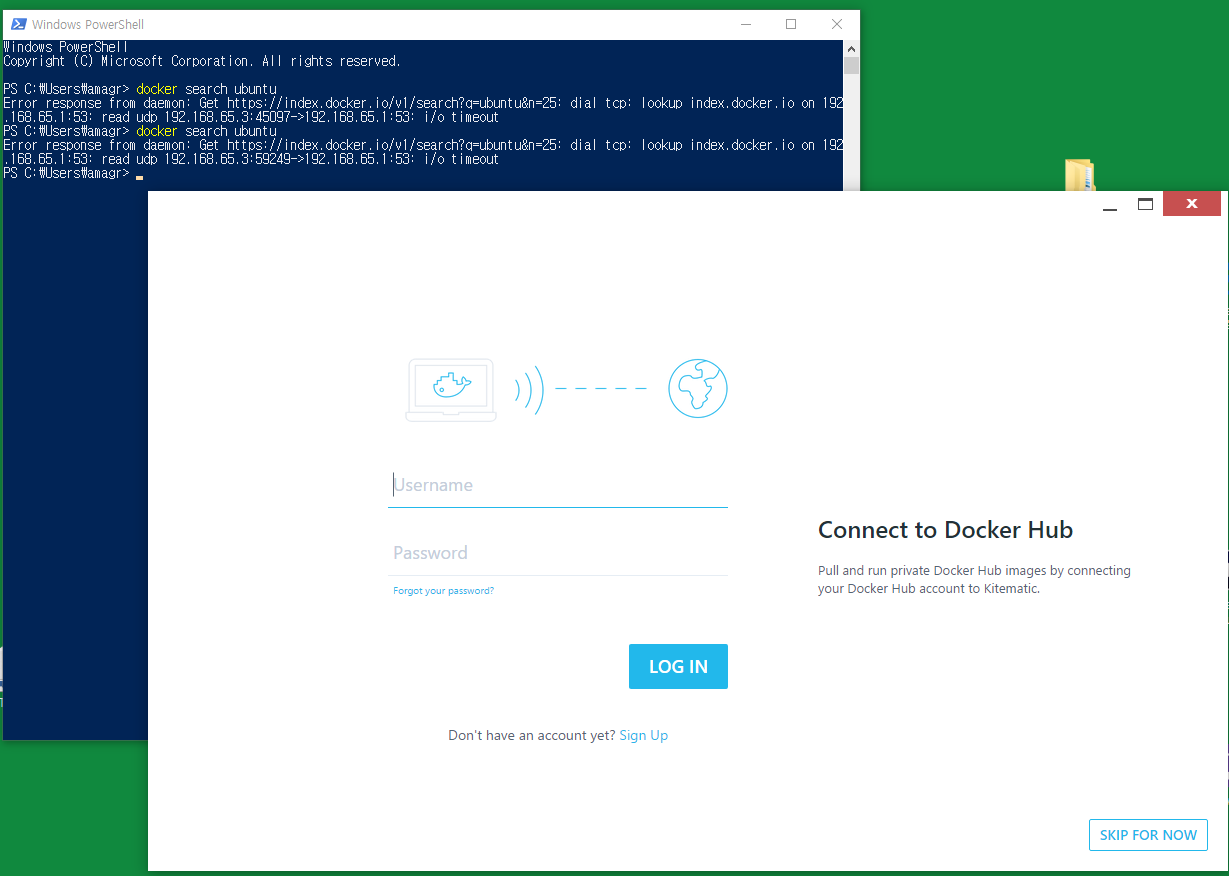 Windows PowerShell
Windows PowerShell
Copyright (C) Microsoft Corporation. All rights reserved.
PS C:₩Users₩amagr> docker search ubuntu
Error response from daemon: Get https://index.docker.io/v1/search?q=ubuntu&n=25: dial tcp: lookup index.docker.io on 192
.168.65.1:53: read udp 192.168.65.3:45097->192.168.65.1:53: i/o timeout
PS C:₩Users₩amagr> docker search ubuntu
Error response from daemon: Get https://index.docker.io/v1/search?q=ubuntu&n=25: dial tcp: lookup index.docker.io on 192
.168.65.1:53: read udp 192.168.65.3:59249->192.168.65.1:53: i/o timeout
PS C:₩Users₩amagr>
Username
Password
Forgot your password?
LOG IN
Don't have an account yet? Sign Up
Connect to Docker Hub
Pull and run private Docker Hub images by connecting
your Docker Hub account to Kitematic.
SKIP FOR NOW